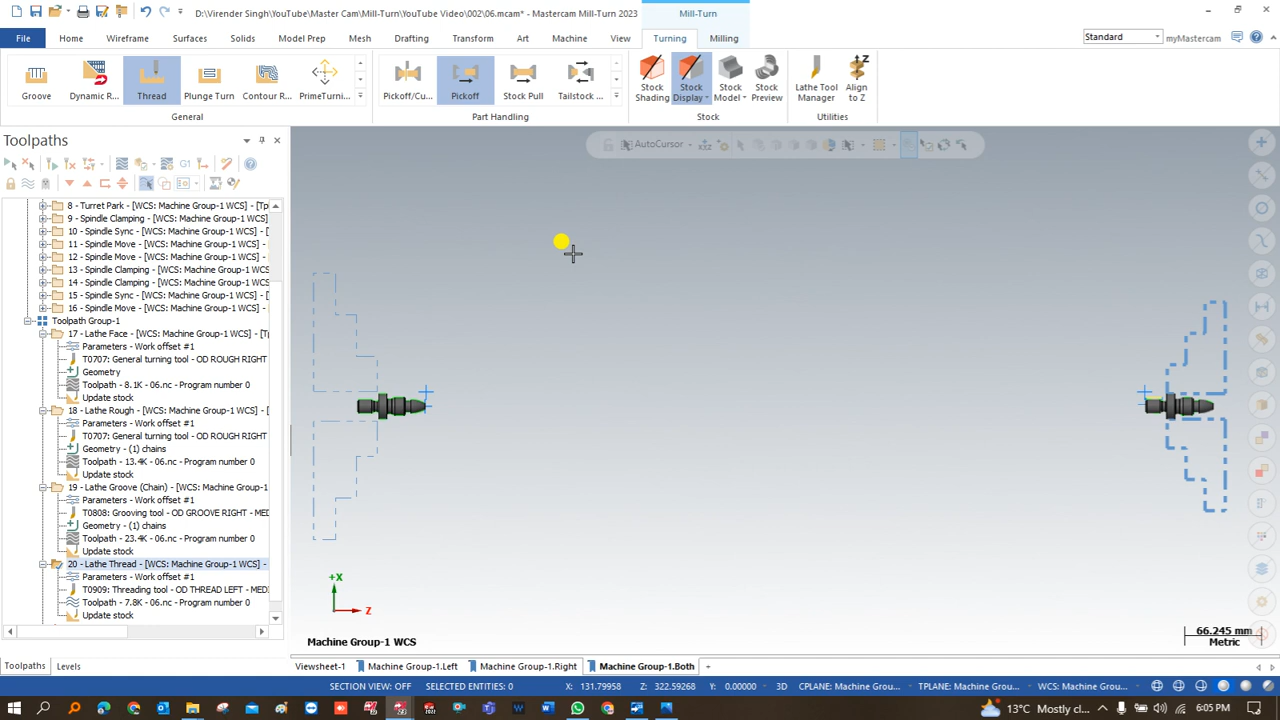 D:\Virender Singh\YouTube\Master Cam\Mill-Turn\YouTube Video\002\06.mcam* - Mastercam Mill-Turn 2023
Mill-Turn
File Home Wireframe Surfaces Solids Model Prep Mesh Drafting Transform Art Machine View Turning Milling
Standard
myMastercam
Groove Dynamic R... Thread Plunge Turn Contour R... PrimeTurni...
Pickoff/Cu... Pickoff Stock Pull Tailstock ...
Stock Shading
Stock Display
Stock Model
Stock Preview
Lathe Tool Manager
Align to Z
General Part Handling Stock Utilities
Toolpaths
AutoCursor
G1
8 - Turret Park - [WCS: Machine Group-1 WCS] - [Tp
9 - Spindle Clamping - [WCS: Machine Group-1 WCS]
10 - Spindle Sync - [WCS: Machine Group-1 WCS]
11 - Spindle Move - [WCS: Machine Group-1 WCS]
12 - Spindle Move - [WCS: Machine Group-1 WCS]
13 - Spindle Clamping - [WCS: Machine Group-1 WCS]
14 - Spindle Clamping - [WCS: Machine Group-1 WCS]
15 - Spindle Sync - [WCS: Machine Group-1 WCS]
16 - Spindle Move - [WCS: Machine Group-1 WCS]
Toolpath Group-1
17 - Lathe Face - [WCS: Machine Group-1 WCS] - [Tp
Parameters - Work offset #1
T0707: General turning tool - OD ROUGH RIGHT
Geometry
Toolpath - 8.1K - 06.nc - Program number 0
Update stock
18 - Lathe Rough - [WCS: Machine Group-1 WCS] -
Parameters - Work offset #1
T0707: General turning tool - OD ROUGH RIGHT
Geometry - (1) chains
Toolpath - 13.4K - 06.nc - Program number 0
Update stock
19 - Lathe Groove (Chain) - [WCS: Machine Group-1
Parameters - Work offset #1
T0808: Grooving tool - OD GROOVE RIGHT - MED
Geometry - (1) chains
Toolpath - 23.4K - 06.nc - Program number 0
Update stock
20 - Lathe Thread - [WCS: Machine Group-1 WCS] -
Parameters - Work offset #1
T0909: Threading tool - OD THREAD LEFT - MEDI
Toolpath - 7.8K - 06.nc - Program number 0
Update stock
+X
Z
Machine Group-1 WCS
66.245 mm
Metric
Toolpaths Levels
Viewsheet-1 Machine Group-1.Left Machine Group-1.Right Machine Group-1.Both +
SECTION VIEW: OFF SELECTED ENTITIES: 0 X: 131.79958 Z: 322.59268 Y: 0.00000 3D CPLANE: Machine Grou... TPLANE: Machine Grou... WCS: Machine Grou...
13°C Mostly cl... 6:05 PM